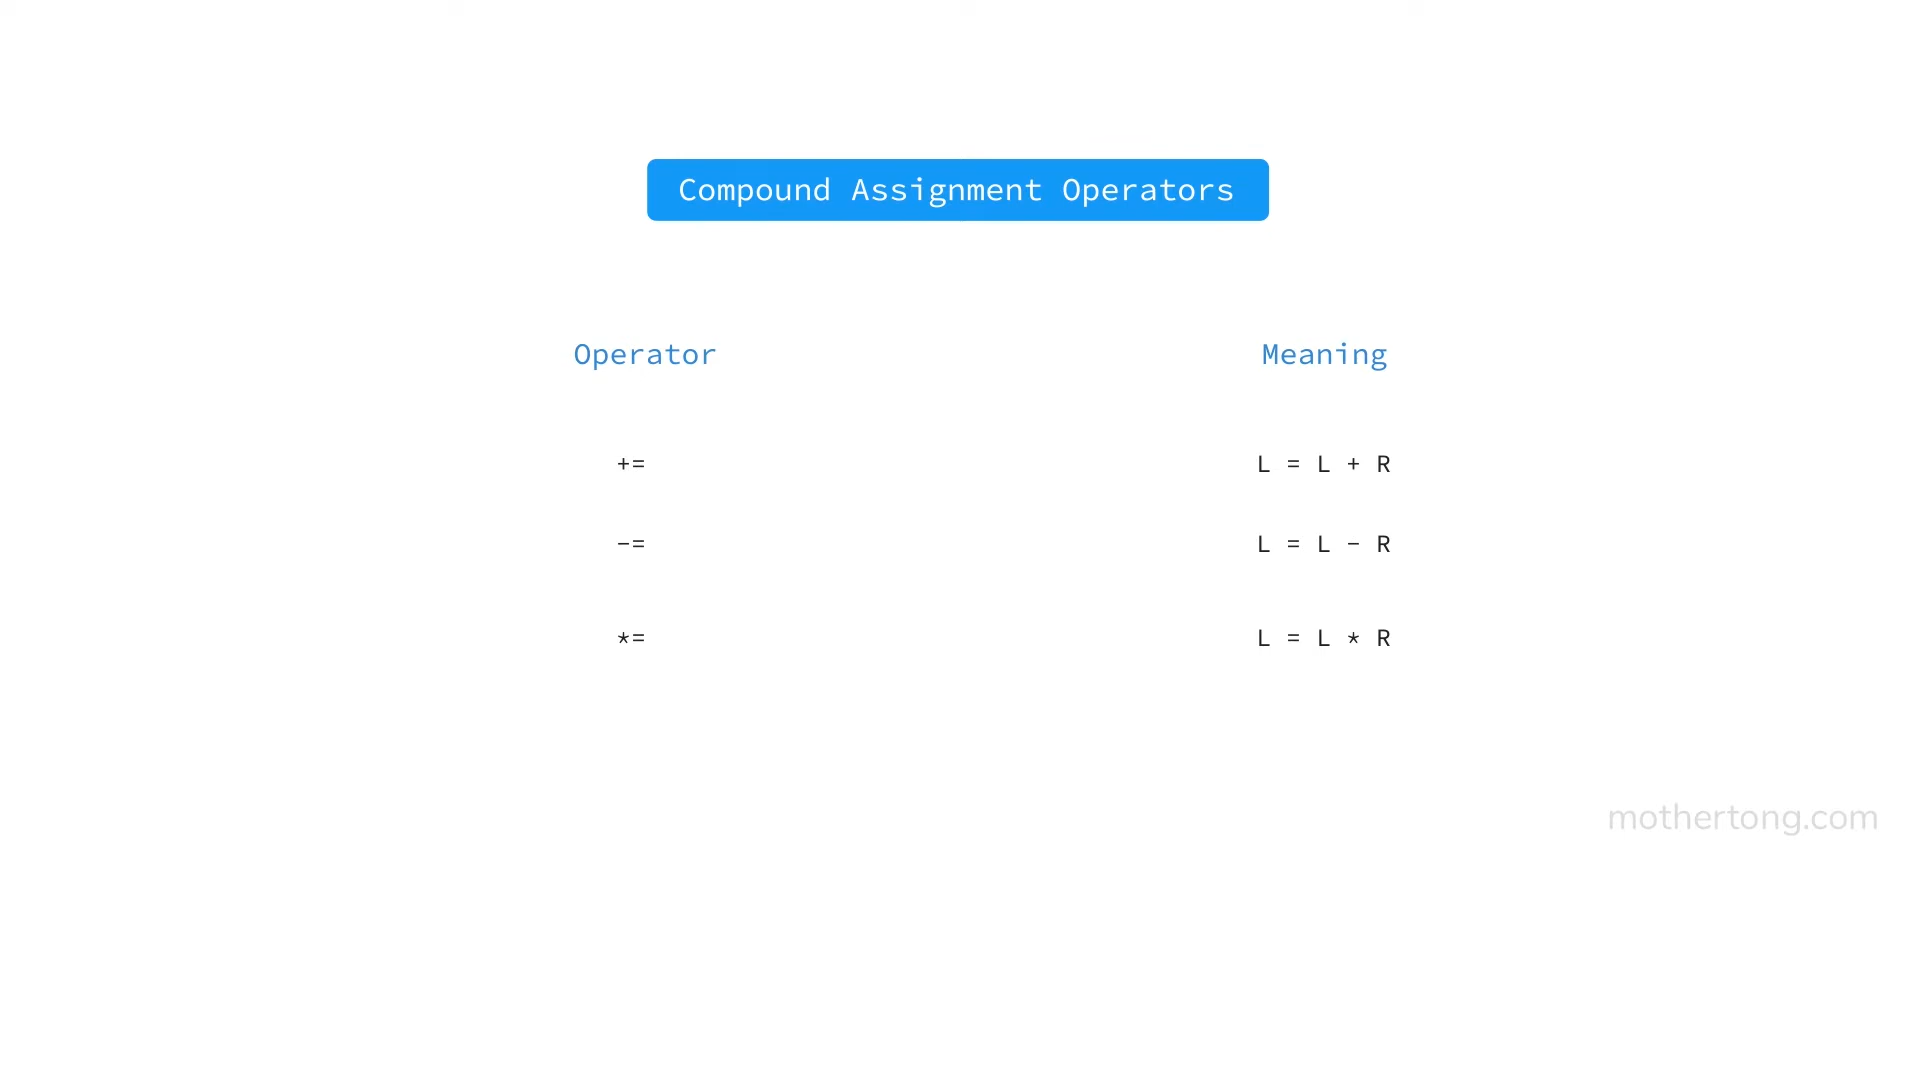 Compound Assignment Operators
Operator Meaning
+= L = L + R
-= L = L - R
*= L = L * R
mothertong.com